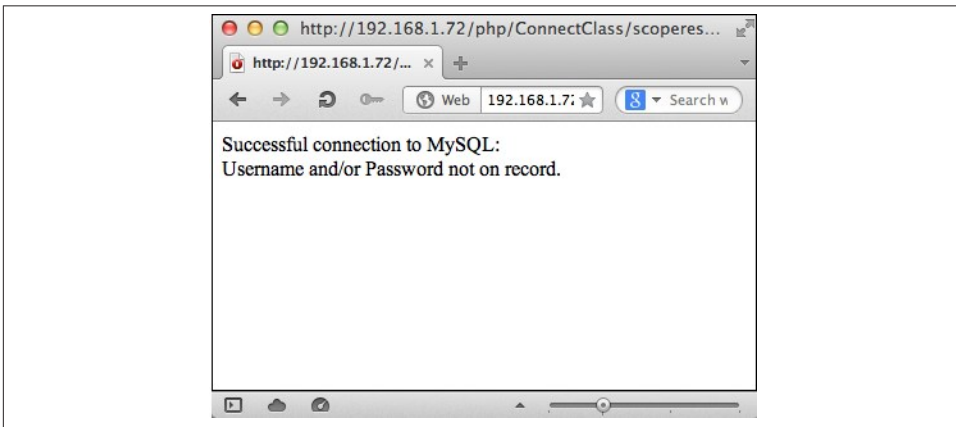 http://192.168.1.72/php/ConnectClass/scoperes...
http://192.168.1.72/...
Web
192.168.1.7
8
Search w
Successful connection to MySQL:
Username and/or Password not on record.